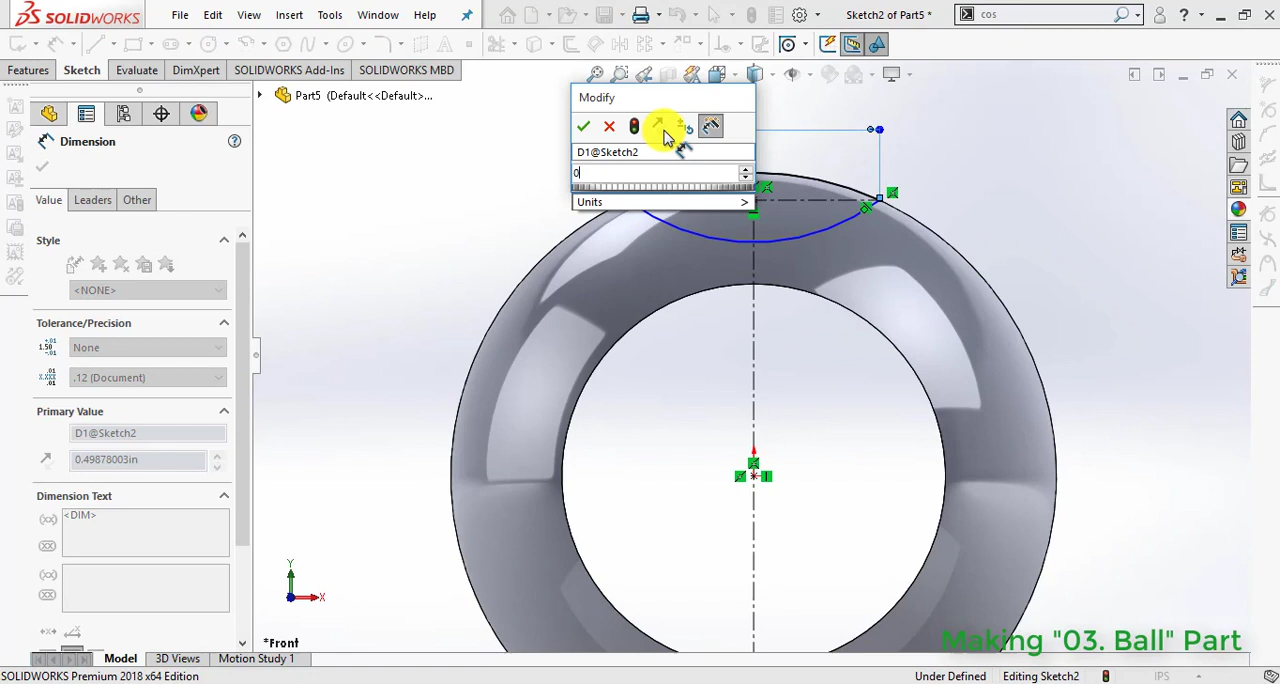 SOLIDWORKS
File
Edit
View
Insert
Tools
Window
Help
Sketch2 of Part5 *
cos
Features
Sketch
Evaluate
DimXpert
SOLIDWORKS Add-Ins
SOLIDWORKS MBD
Part5 (Default<<Default>...
Dimension
Value
Leaders
Other
Style
<NONE>
Tolerance/Precision
None
.12 (Document)
Primary Value
D1@Sketch2
0.49878003in
Dimension Text
<DIM>
Modify
D1@Sketch2
0
Units
>
Y
X
*Front
Making "03. Ball" Part
Model
3D Views
Motion Study 1
SOLIDWORKS Premium 2018 x64 Edition
Under Defined
Editing Sketch2
IPS